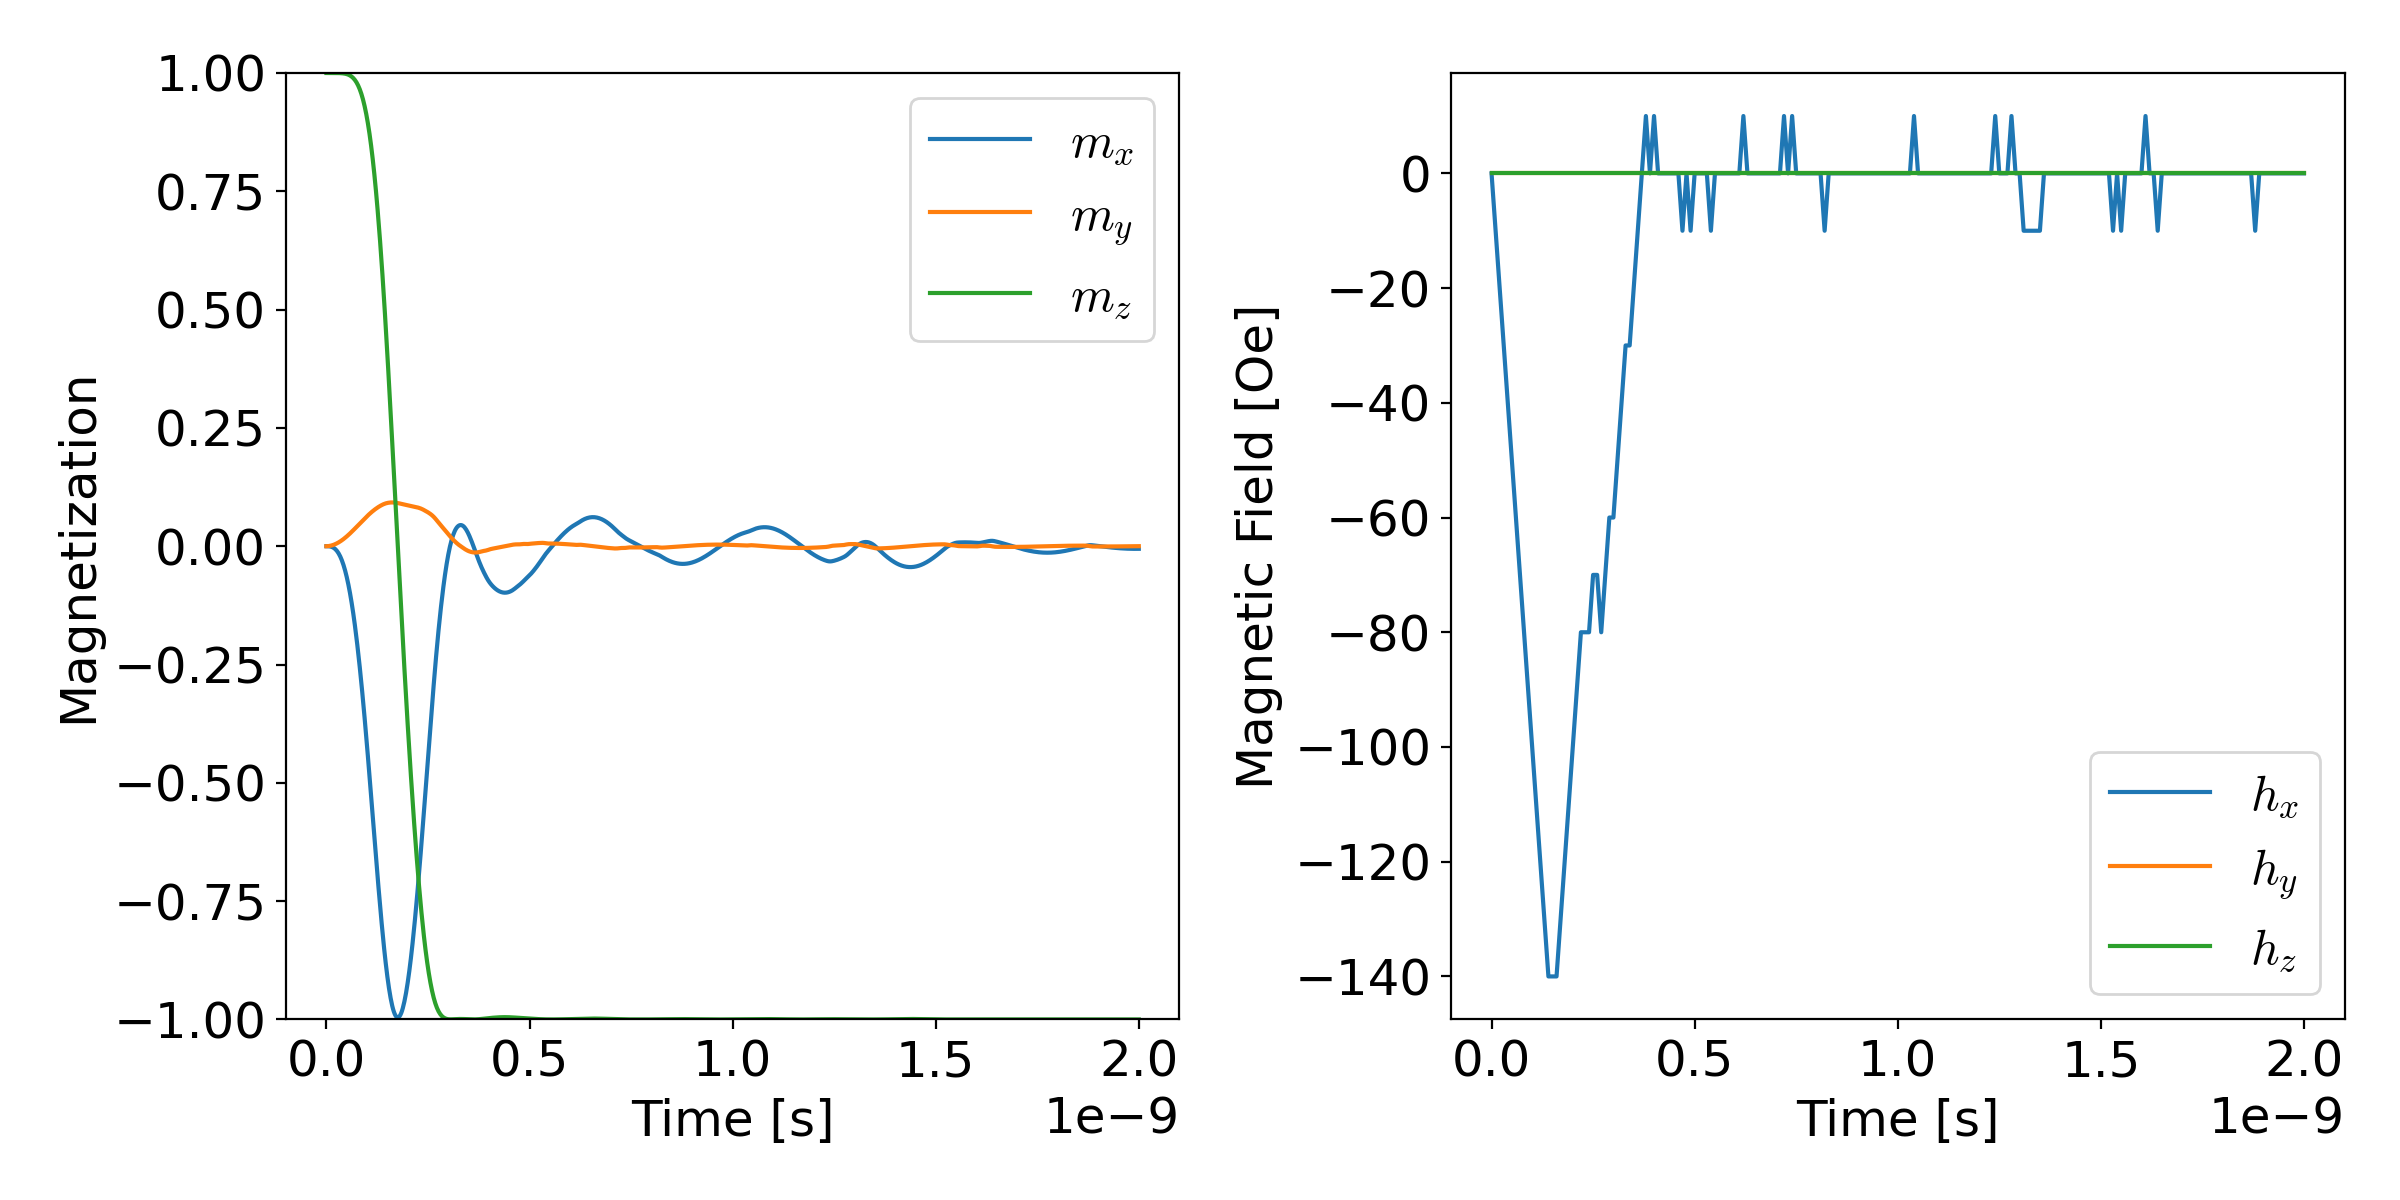 Magnetization
1.00
0.75
0.50
0.25
0.00
−0.25
−0.50
−0.75
−1.00
0.0 0.5 1.0 1.5 2.0
Time [s]
1e−9
m_x
m_y
m_z
Magnetic Field [Oe]
0
−20
−40
−60
−80
−100
−120
−140
0.0 0.5 1.0 1.5 2.0
Time [s]
1e−9
h_x
h_y
h_z